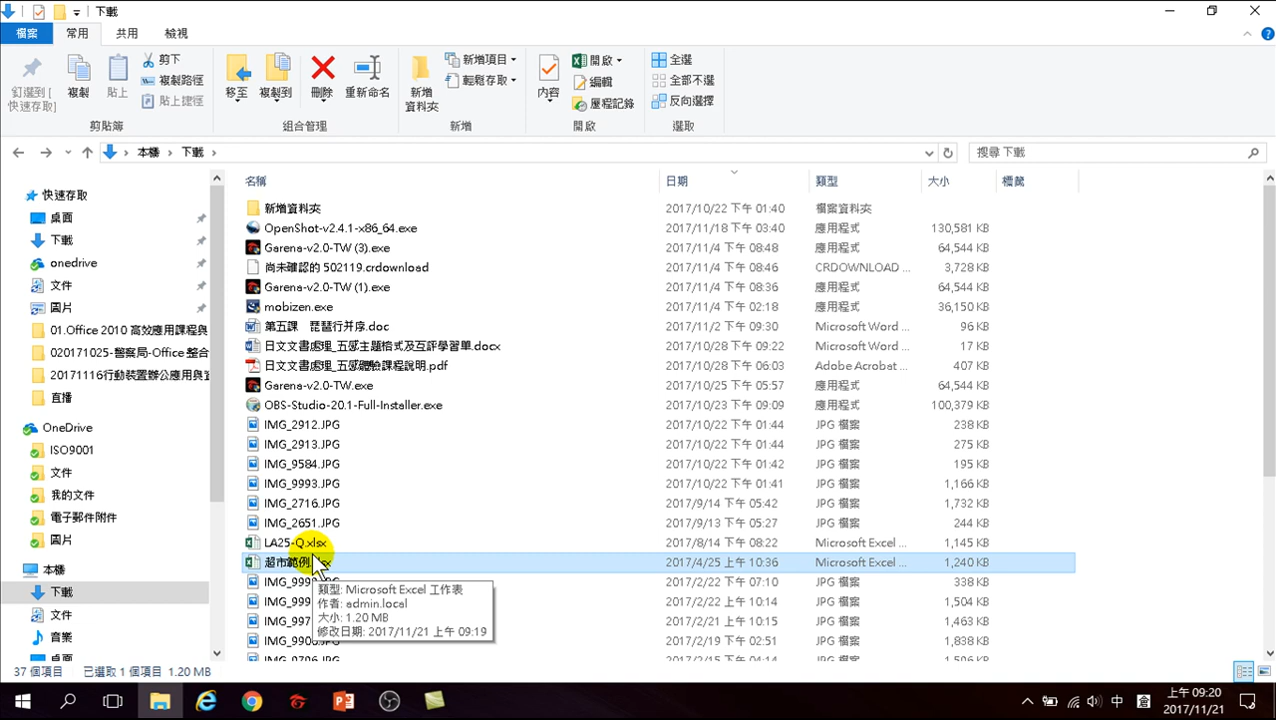 下載
檔案 常用 共用 檢視
釘選到 [快速存取]
複製
貼上
剪下
複製路徑
貼上捷徑
剪貼簿
移至
複製到
刪除
重新命名
組合管理
新增資料夾
新增項目
輕鬆存取
新增
內容
開啟
編輯
歷程記錄
開啟
全選
全部不選
反向選擇
選取
本機 > 下載 >
搜尋 下載
快速存取
桌面
下載
onedrive
文件
圖片
01.Office 2010 高效應用課程與
020171025-警察局-Office 整合
20171116行動裝置辦公應用與
直播
OneDrive
ISO9001
文件
我的文件
電子郵件附件
圖片
本機
下載
文件
音樂
桌面
名稱 日期 類型 大小 標籤
新增資料夾 2017/10/22 下午 01:40 檔案資料夾
OpenShot-v2.4.1-x86_64.exe 2017/11/18 下午 03:40 應用程式 130,581 KB
Garena-v2.0-TW (3).exe 2017/11/4 下午 08:48 應用程式 64,544 KB
尚未確認的 502119.crdownload 2017/11/4 下午 08:46 CRDOWNLOAD ... 3,728 KB
Garena-v2.0-TW (1).exe 2017/11/4 下午 08:36 應用程式 64,544 KB
mobizen.exe 2017/11/4 下午 02:18 應用程式 36,150 KB
第五課 琵琶行并序.doc 2017/11/2 下午 09:30 Microsoft Word ... 96 KB
日文文書處理_五感主題格式及互評學習單.docx 2017/10/28 下午 09:22 Microsoft Word ... 17 KB
日文文書處理_五感體驗課程說明.pdf 2017/10/28 下午 06:03 Adobe Acrobat ... 407 KB
Garena-v2.0-TW.exe 2017/10/25 下午 05:57 應用程式 64,544 KB
OBS-Studio-20.1-Full-Installer.exe 2017/10/23 下午 09:09 應用程式 100,379 KB
IMG_2912.JPG 2017/10/22 下午 01:44 JPG 檔案 238 KB
IMG_2913.JPG 2017/10/22 下午 01:44 JPG 檔案 275 KB
IMG_9584.JPG 2017/10/22 下午 01:42 JPG 檔案 195 KB
IMG_9993.JPG 2017/10/22 下午 01:40 JPG 檔案 1,166 KB
IMG_2716.JPG 2017/9/14 下午 05:42 JPG 檔案 1,732 KB
IMG_2651.JPG 2017/9/13 下午 05:27 JPG 檔案 244 KB
LA25-Q.xlsx 2017/8/14 下午 08:22 Microsoft Excel ... 1,145 KB
超市範例.xlsx 2017/4/25 上午 10:36 Microsoft Excel ... 1,240 KB
2017/2/22 下午 07:10 JPG 檔案 338 KB
2017/2/22 上午 10:14 JPG 檔案 1,504 KB
2017/2/21 上午 10:15 JPG 檔案 1,463 KB
2017/2/19 下午 02:51 JPG 檔案 1,838 KB
類型: Microsoft Excel 工作表
作者: admin.local
大小: 1.20 MB
修改日期: 2017/11/21 上午 09:19
37 個項目 已選取 1 個項目 1.20 MB
中 上午 09:20
2017/11/21